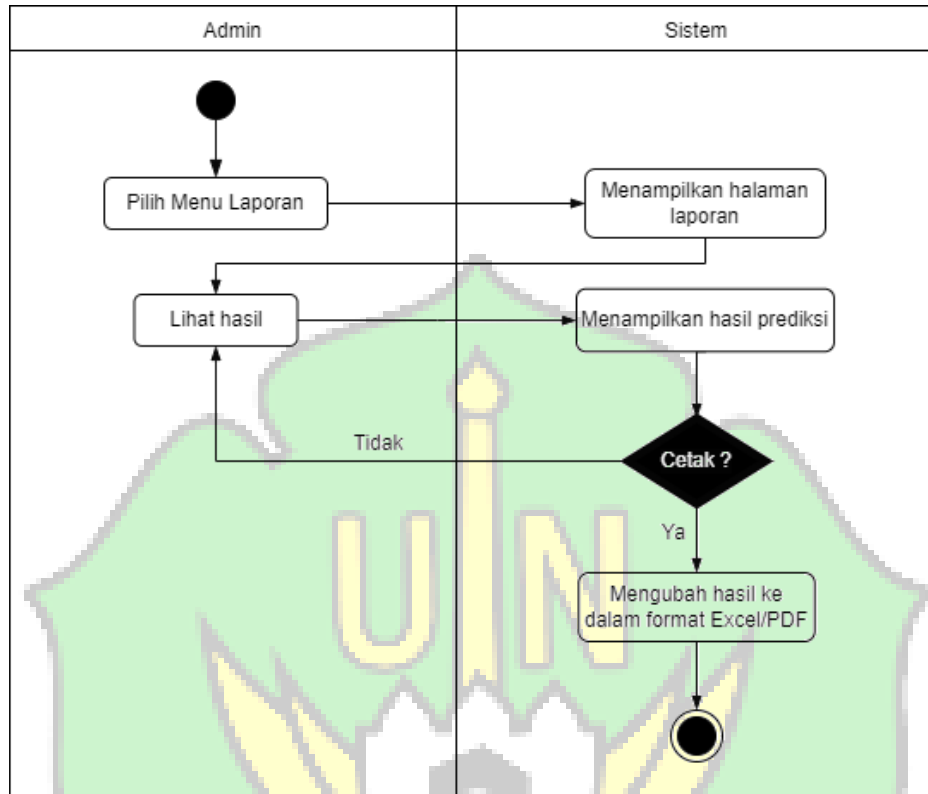 Admin
Sistem
Pilih Menu Laporan
Menampilkan halaman
laporan
Lihat hasil
Menampilkan hasil prediksi
Tidak
Cetak ?
Ya
Mengubah hasil ke
dalam format Excel/PDF
UIN